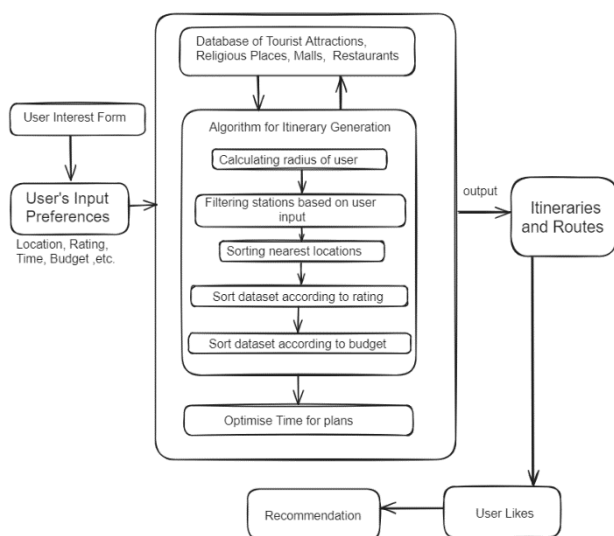 Database of Tourist Attractions,
Religious Places, Malls, Restaurants
User Interest Form
Algorithm for Itinerary Generation
Calculating radius of user
User's Input
Preferences
Filtering stations based on user
input
output
Itineraries
and Routes
Location, Rating,
Time, Budget ,etc.
Sorting nearest locations
Sort dataset according to rating
Sort dataset according to budget
Optimise Time for plans
Recommendation
User Likes